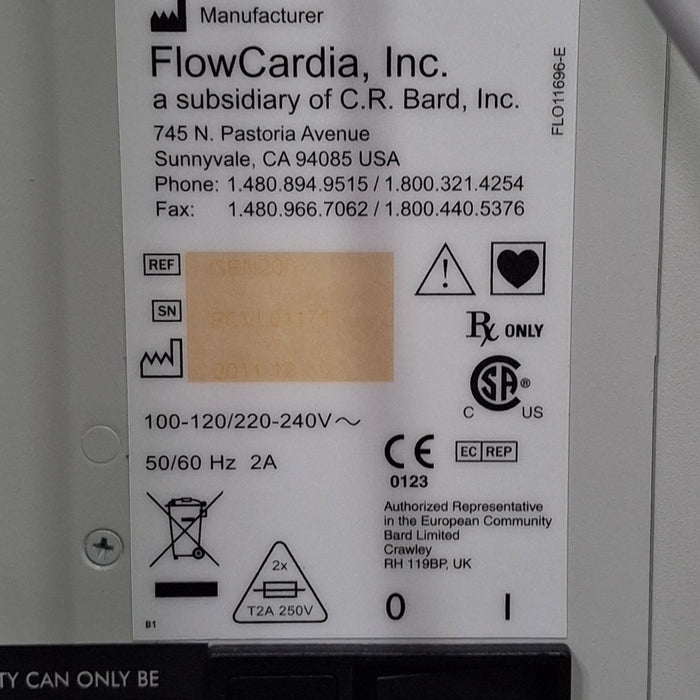 Manufacturer
FlowCardia, Inc.
a subsidiary of C.R. Bard, Inc.
745 N. Pastoria Avenue
Sunnyvale, CA 94085 USA
Phone: 1.480.894.9515 / 1.800.321.4254
Fax: 1.480.966.7062 / 1.800.440.5376
FLO11696-E
REF
SN
2011-12
!
Rx ONLY
SA®
C US
100-120/220-240V～
50/60 Hz 2A
CE
0123
EC REP
Authorized Representative
in the European Community
Bard Limited
Crawley
RH 119BP, UK
2x
T2A 250V
0 I
B1
TY CAN ONLY BE